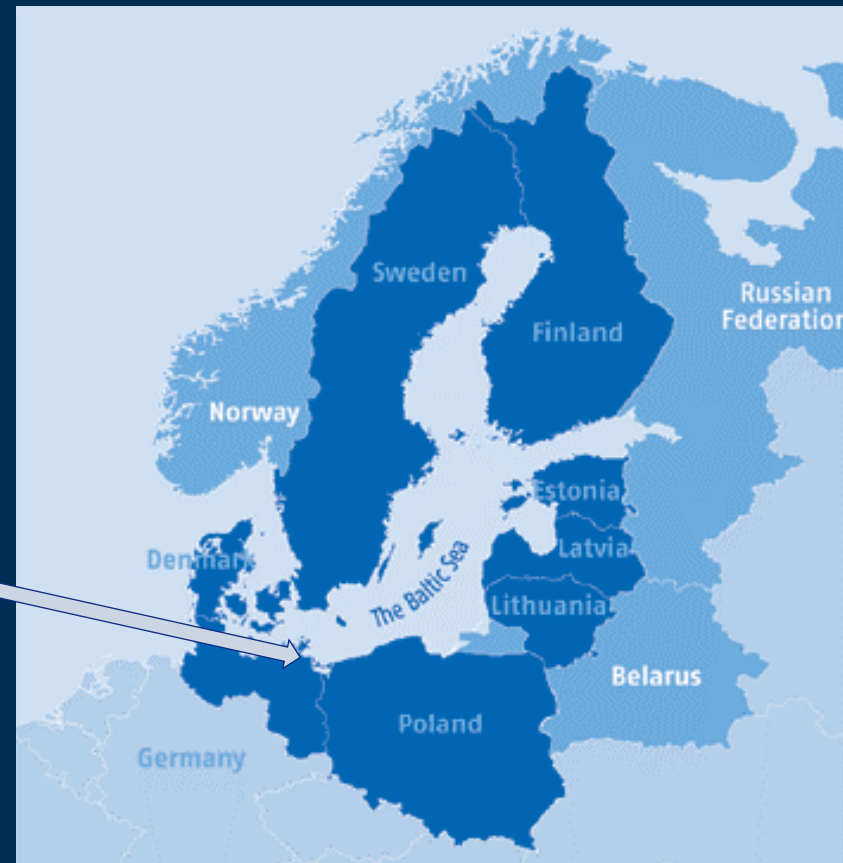 Sweden
Finland
Russian
Federation
Norway
Estonia
Denmark
Latvia
The Baltic Sea
Lithuania
Belarus
Poland
Germany